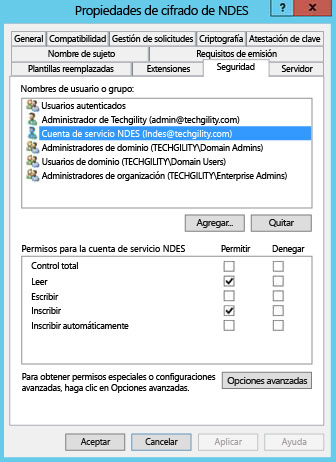 Propiedades de cifrado de NDES
?
x
General
Compatibilidad
Gestión de solicitudes
Criptografía
Atestación de clave
Nombre de sujeto
Requisitos de emisión
Plantillas reemplazadas
Extensiones
Seguridad
Servidor
Nombres de usuario o grupo:
Usuarios autenticados
Administrador de Techgility (admin@techgility.com)
Cuenta de servicio NDES (Indes@techgility.com)
Administradores de dominio (TECHGILITY\Domain Admins)
Usuarios de dominio (TECHGILITY\Domain Users)
Administradores de organización (TECHGILITY\Enterprise Admins)
Agregar...
Quitar
Permisos para la cuenta de servicio NDES
Permitir
Denegar
Control total
Leer
Escribir
Inscribir
Inscribir automáticamente
Para obtener permisos especiales o configuraciones
avanzadas, haga clic en Opciones avanzadas.
Opciones avanzadas
Aceptar
Cancelar
Aplicar
Ayuda